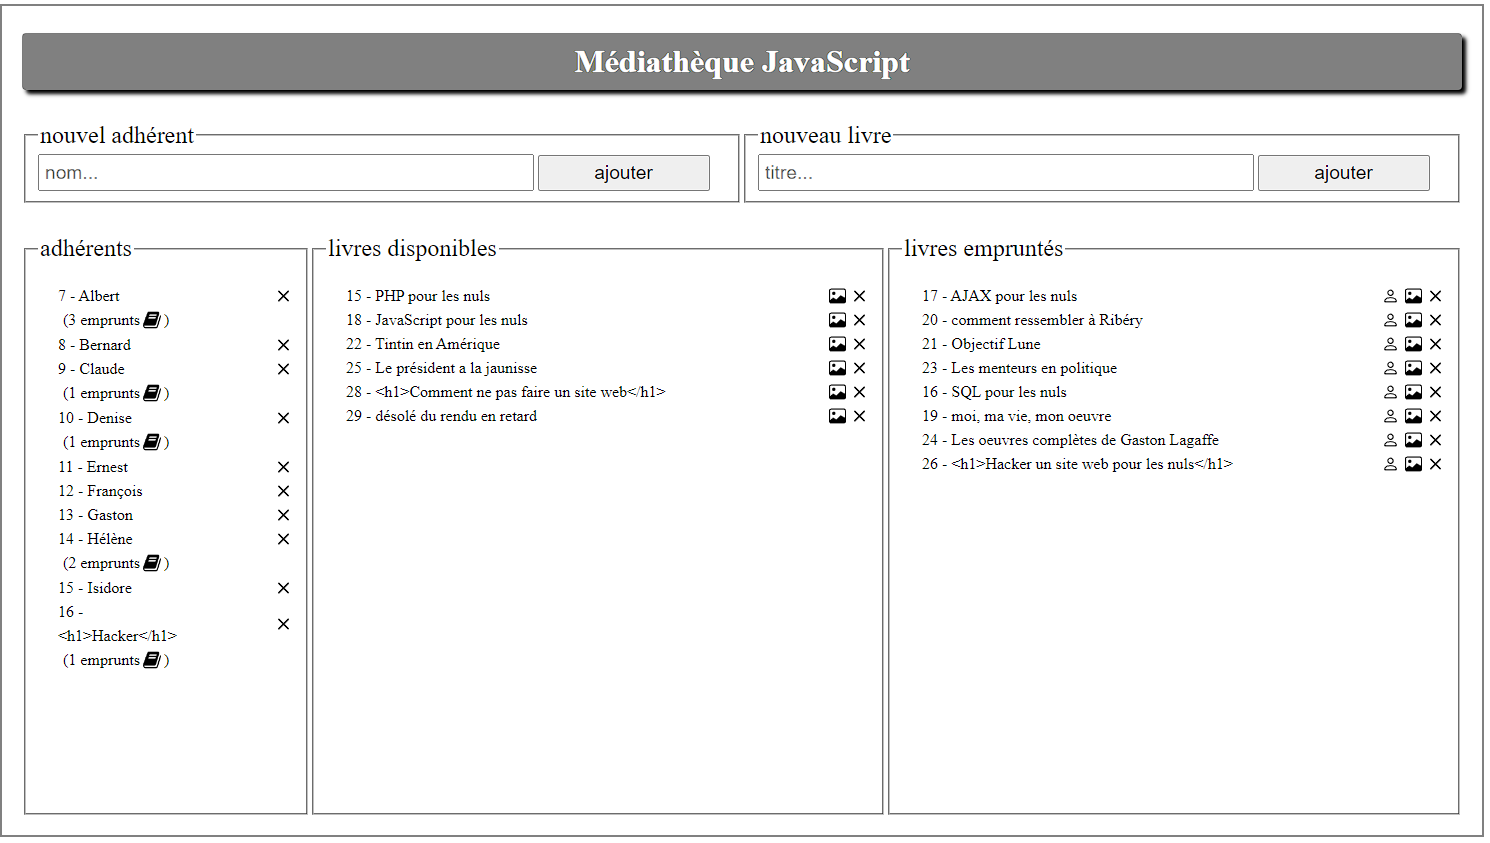 Médiathèque JavaScript
nouvel adhérent
nom...
ajouter
nouveau livre
titre...
ajouter
adhérents
7 - Albert
(3 emprunts )
8 - Bernard
9 - Claude
(1 emprunts )
10 - Denise
(1 emprunts )
11 - Ernest
12 - François
13 - Gaston
14 - Hélène
(2 emprunts )
15 - Isidore
16 -
<h1>Hacker</h1>
(1 emprunts )
livres disponibles
15 - PHP pour les nuls
18 - JavaScript pour les nuls
22 - Tintin en Amérique
25 - Le président a la jaunisse
28 - <h1>Comment ne pas faire un site web</h1>
29 - désolé du rendu en retard
livres empruntés
17 - AJAX pour les nuls
20 - comment ressembler à Ribéry
21 - Objectif Lune
23 - Les menteurs en politique
16 - SQL pour les nuls
19 - moi, ma vie, mon oeuvre
24 - Les oeuvres complètes de Gaston Lagaffe
26 - <h1>Hacker un site web pour les nuls</h1>